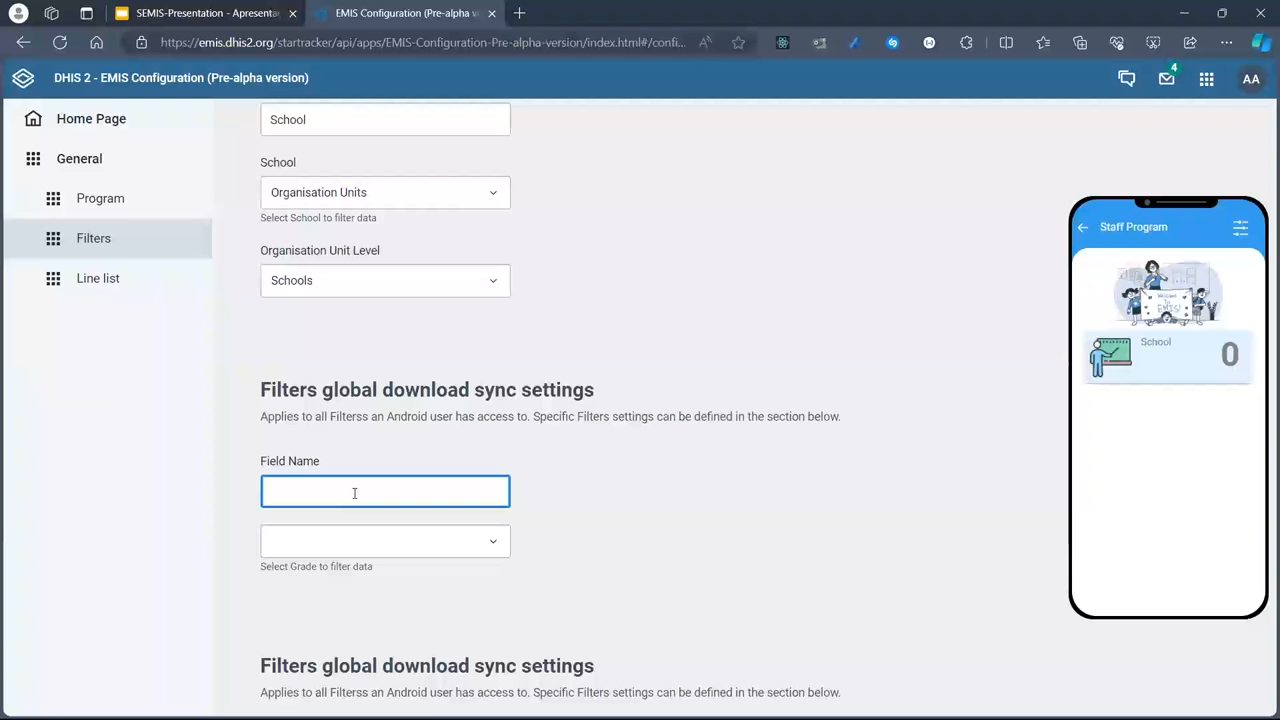 SEMIS-Presentation - Apresenta
EMIS Configuration (Pre-alpha ve
https://emis.dhis2.org/startracker/api/apps/EMIS-Configuration-Pre-alpha-version/index.html#/confi...
DHIS 2 - EMIS Configuration (Pre-alpha version)
4
AA
Home Page
General
Program
Filters
Line list
School
School
Organisation Units
Select School to filter data
Organisation Unit Level
Schools
Filters global download sync settings
Applies to all Filterss an Android user has access to. Specific Filters settings can be defined in the section below.
Field Name
Select Grade to filter data
Filters global download sync settings
Applies to all Filterss an Android user has access to. Specific Filters settings can be defined in the section below.
Staff Program
Welcome
to
EMIS!
School
0